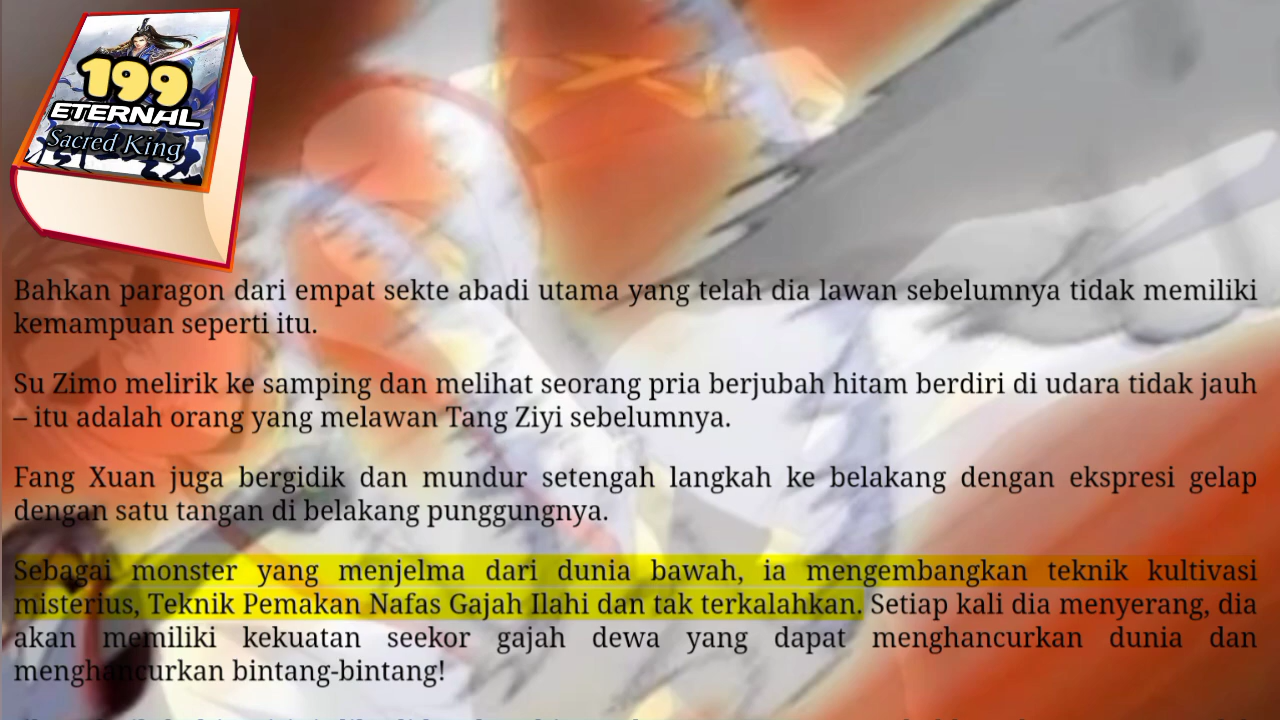 199
ETERNAL
Sacred King
Bahkan paragon dari empat sekte abadi utama yang telah dia lawan sebelumnya tidak memiliki
kemampuan seperti itu.
Su Zimo melirik ke samping dan melihat seorang pria berjubah hitam berdiri di udara tidak jauh
– itu adalah orang yang melawan Tang Ziyi sebelumnya.
Fang Xuan juga bergidik dan mundur setengah langkah ke belakang dengan ekspresi gelap
dengan satu tangan di belakang punggungnya.
Sebagai monster yang menjelma dari dunia bawah, ia mengembangkan teknik kultivasi
misterius, Teknik Pemakan Nafas Gajah Ilahi dan tak terkalahkan. Setiap kali dia menyerang, dia
akan memiliki kekuatan seekor gajah dewa yang dapat menghancurkan dunia dan
menghancurkan bintang-bintang!